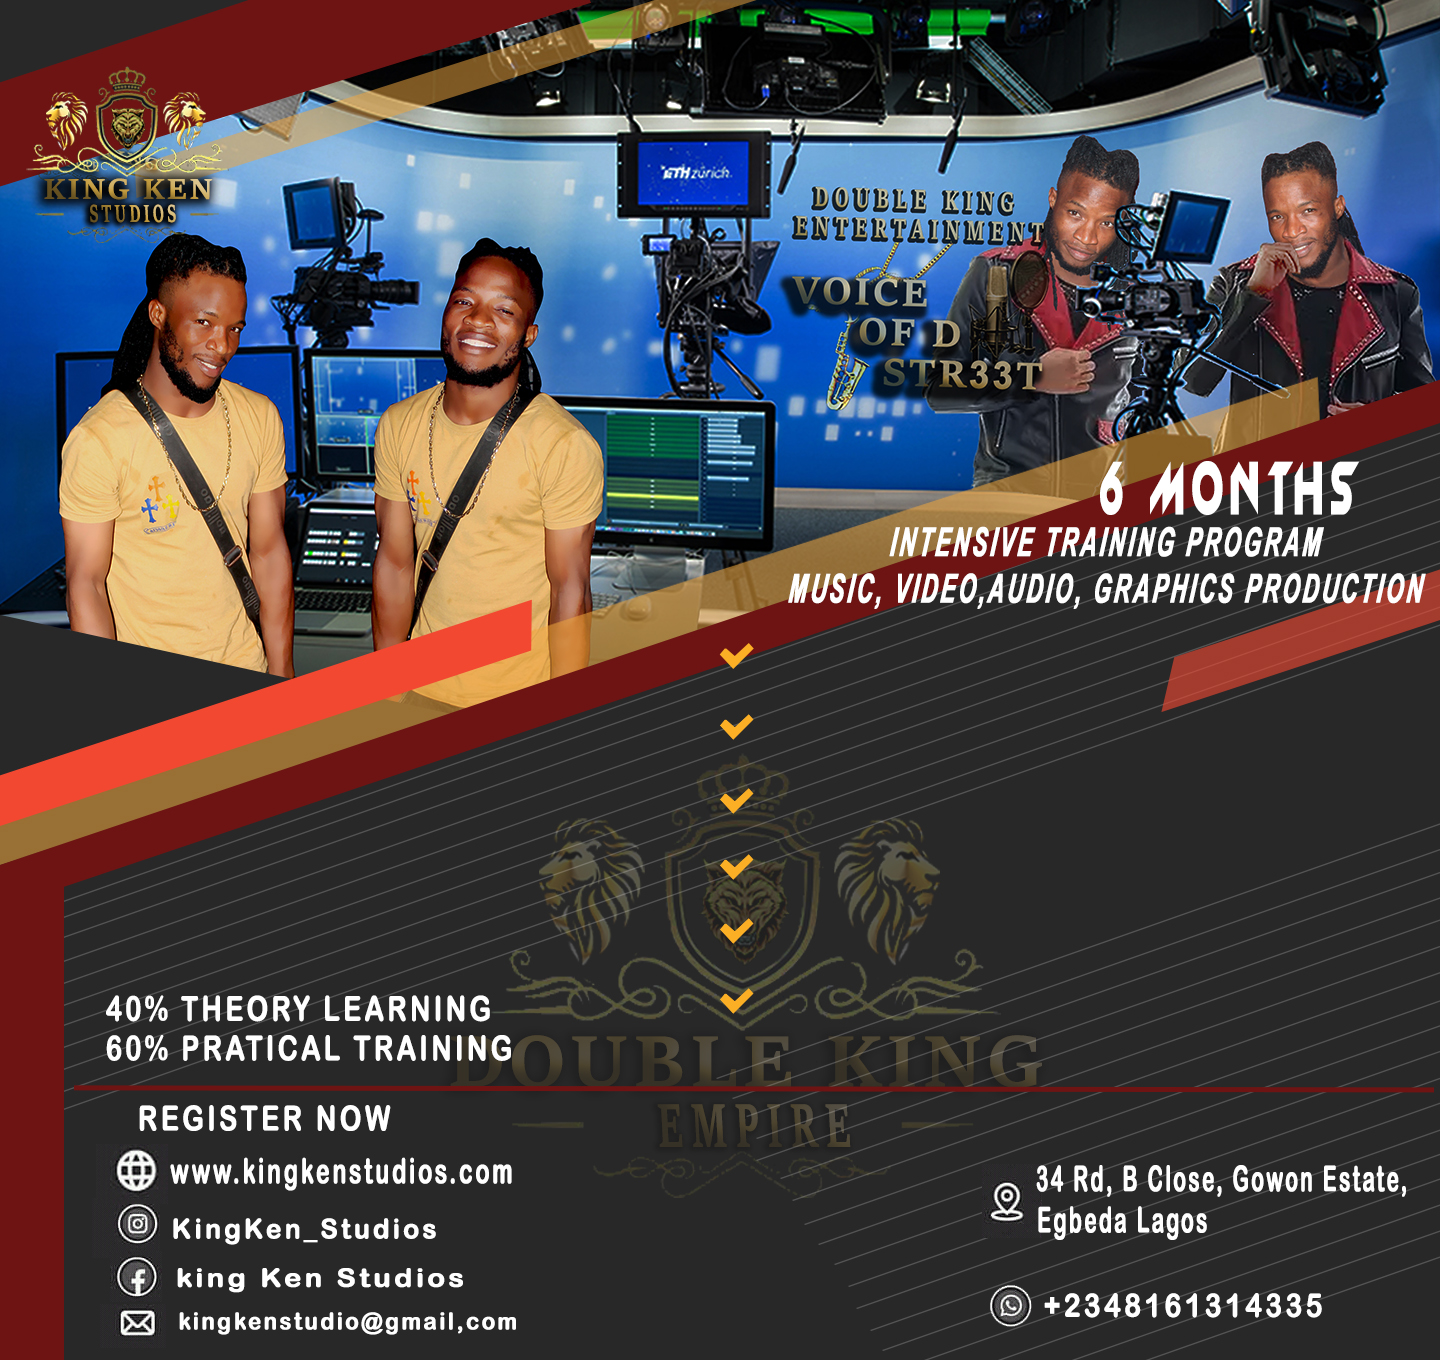 KING KEN
STUDIOS
ETH zürich
DOUBLE KING
ENTERTAINMENT
VOICE
OF D
STR33T
6 MONTHS
INTENSIVE TRAINING PROGRAM
MUSIC, VIDEO,AUDIO, GRAPHICS PRODUCTION
40% THEORY LEARNING
60% PRATICAL TRAINING
DOUBLE KING
EMPIRE
REGISTER NOW
www.kingkenstudios.com
KingKen_Studios
king Ken Studios
kingkenstudio@gmail,com
34 Rd, B Close, Gowon Estate,
Egbeda Lagos
+2348161314335